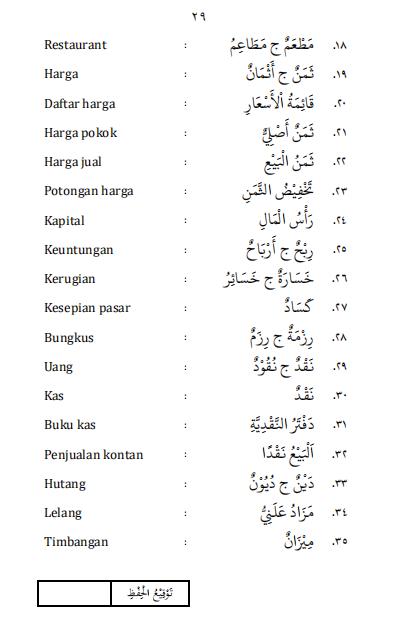 ٢٩
Restaurant : مَطْعَمٌ ج مَطَاعِمُ .١٨
Harga : ثَمَنٌ ج أَثْمَانٌ .١٩
Daftar harga : قَائِمَةُ الْأَسْعَارِ .٢٠
Harga pokok : ثَمَنٌ أَصْلِيٌّ .٢١
Harga jual : ثَمَنُ الْبَيْعِ .٢٢
Potongan harga : تَخْفِيْضُ الثَّمَنِ .٢٣
Kapital : رَأْسُ الْمَالِ .٢٤
Keuntungan : رِبْحٌ ج أَرْبَاحٌ .٢٥
Kerugian : خَسَارَةٌ ج خَسَائِرُ .٢٦
Kesepian pasar : كَسَادٌ .٢٧
Bungkus : رِزْمَةٌ ج رِزَمٌ .٢٨
Uang : نَقْدٌ ج نُقُوْدٌ .٢٩
Kas : نَقْدٌ .٣٠
Buku kas : دَفْتَرُ النَّقْدِيَّةِ .٣١
Penjualan kontan : اَلْبَيْعُ نَقْدًا .٣٢
Hutang : دَيْنٌ ج دُيُوْنٌ .٣٣
Lelang : مَزَادٌ عَلَنِيٌّ .٣٤
Timbangan : مِيْزَانٌ .٣٥
تَوْقِيْعُ الْحِفْظِ